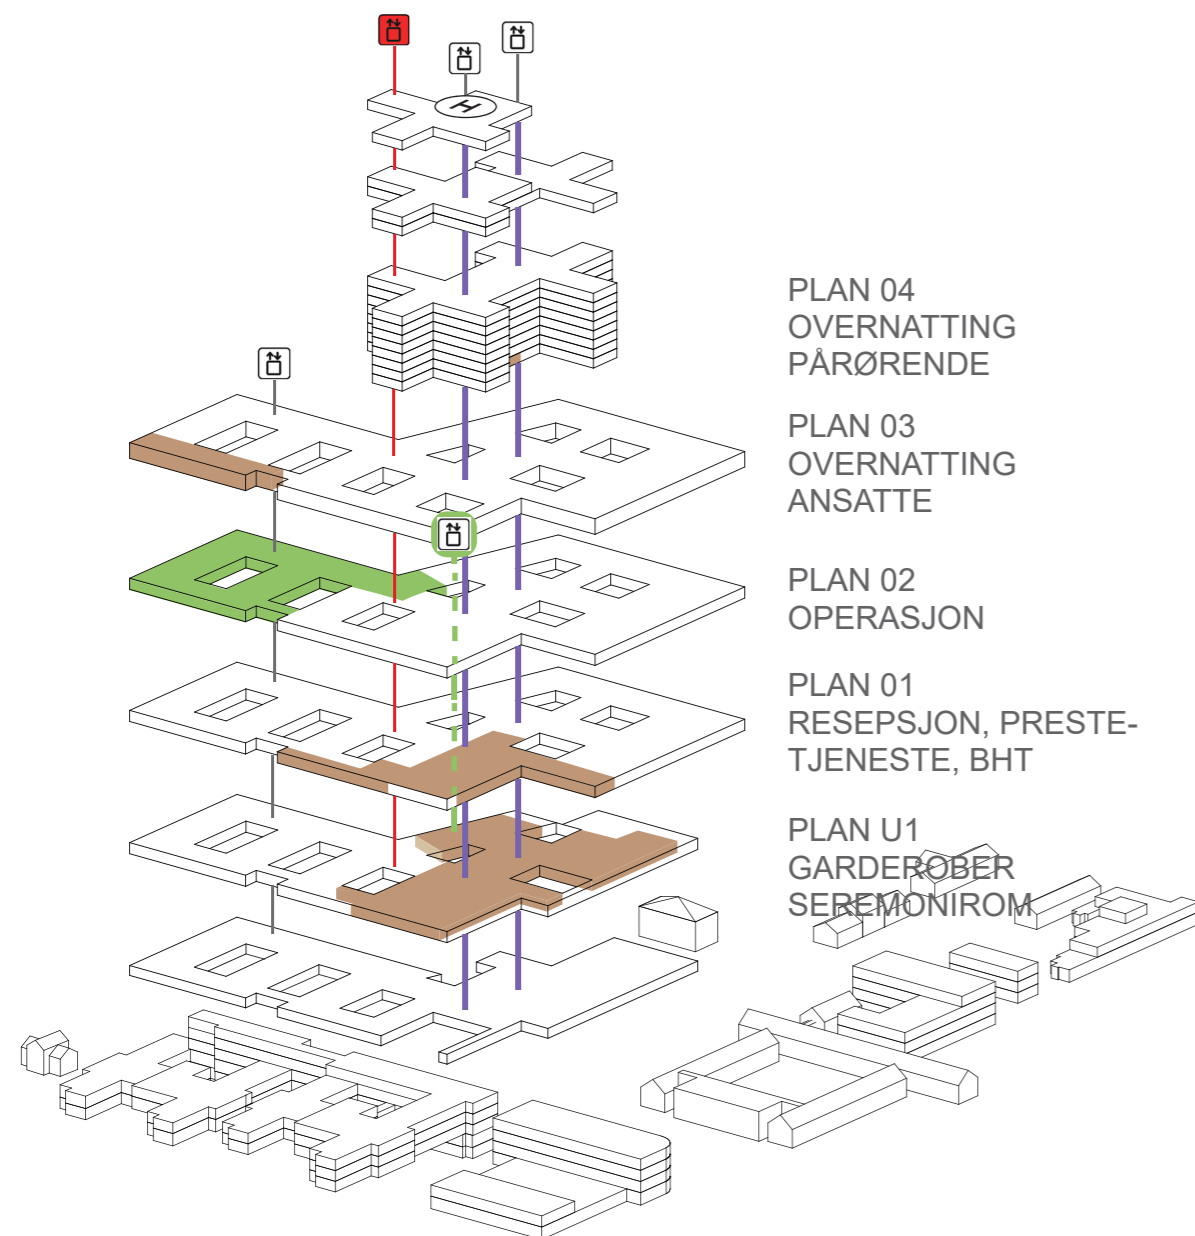 H
PLAN 04
OVERNATTING
PÅRØRENDE
PLAN 03
OVERNATTING
ANSATTE
PLAN 02
OPERASJON
PLAN 01
RESEPSJON, PRESTE-
TJENESTE, BHT
PLAN U1
GARDEROBER
SEREMONIROM